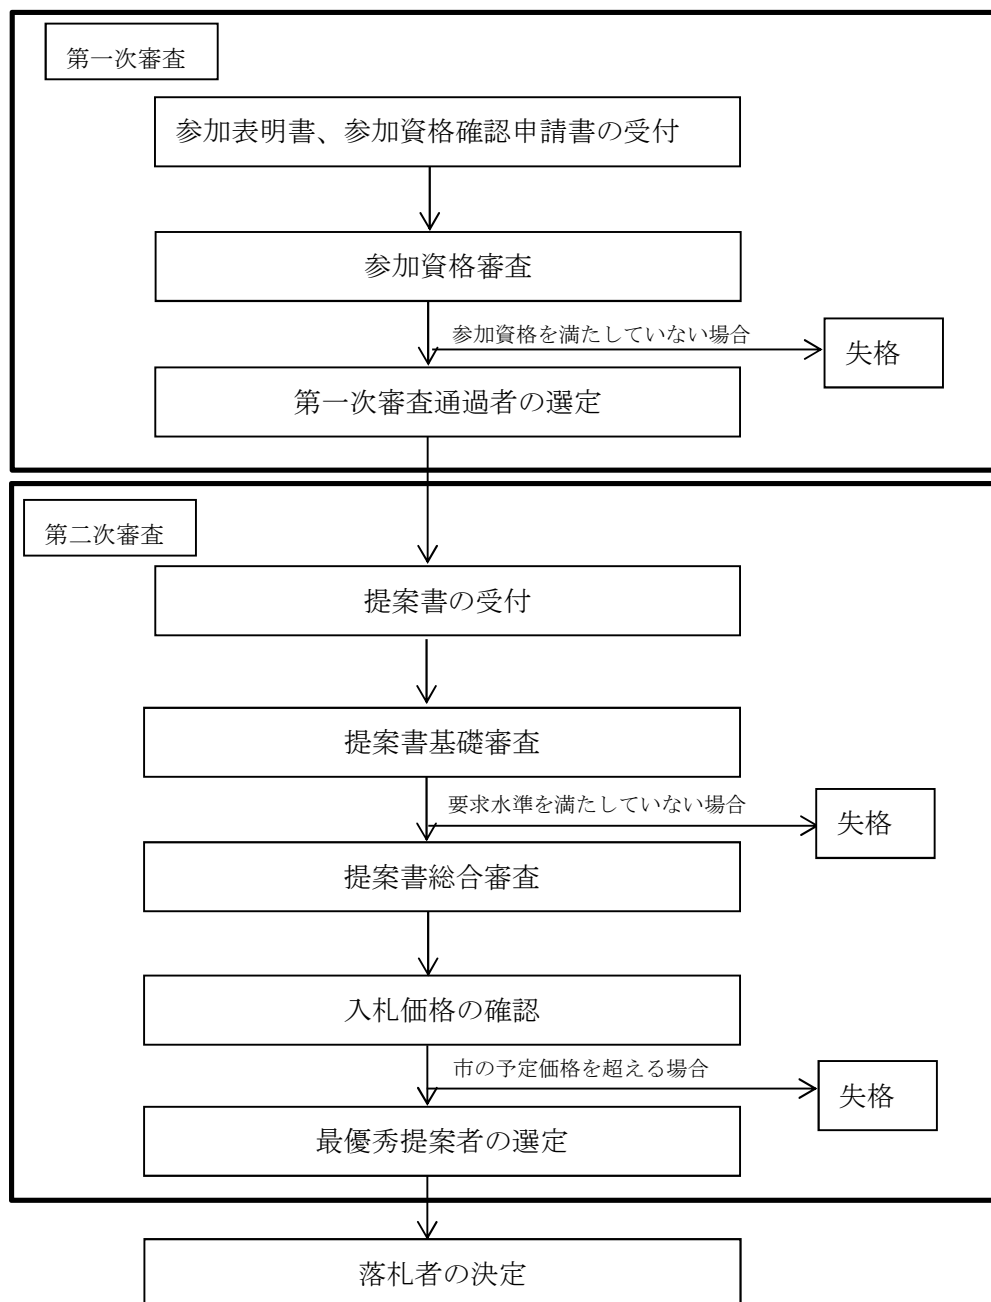 第一次審査
参加表明書、参加資格確認申請書の受付
参加資格審査
参加資格を満たしていない場合
失格
第一次審査通過者の選定
第二次審査
提案書の受付
提案書基礎審査
要求水準を満たしていない場合
失格
提案書総合審査
入札価格の確認
市の予定価格を超える場合
失格
最優秀提案者の選定
落札者の決定